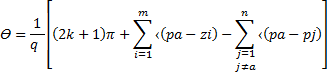 ϴ = 1/q [(2k + 1)π + ∑_{i=1}^{m} ‹(pa − zi) − ∑_{j=1, j≠a}^{n} ‹(pa − pj)]